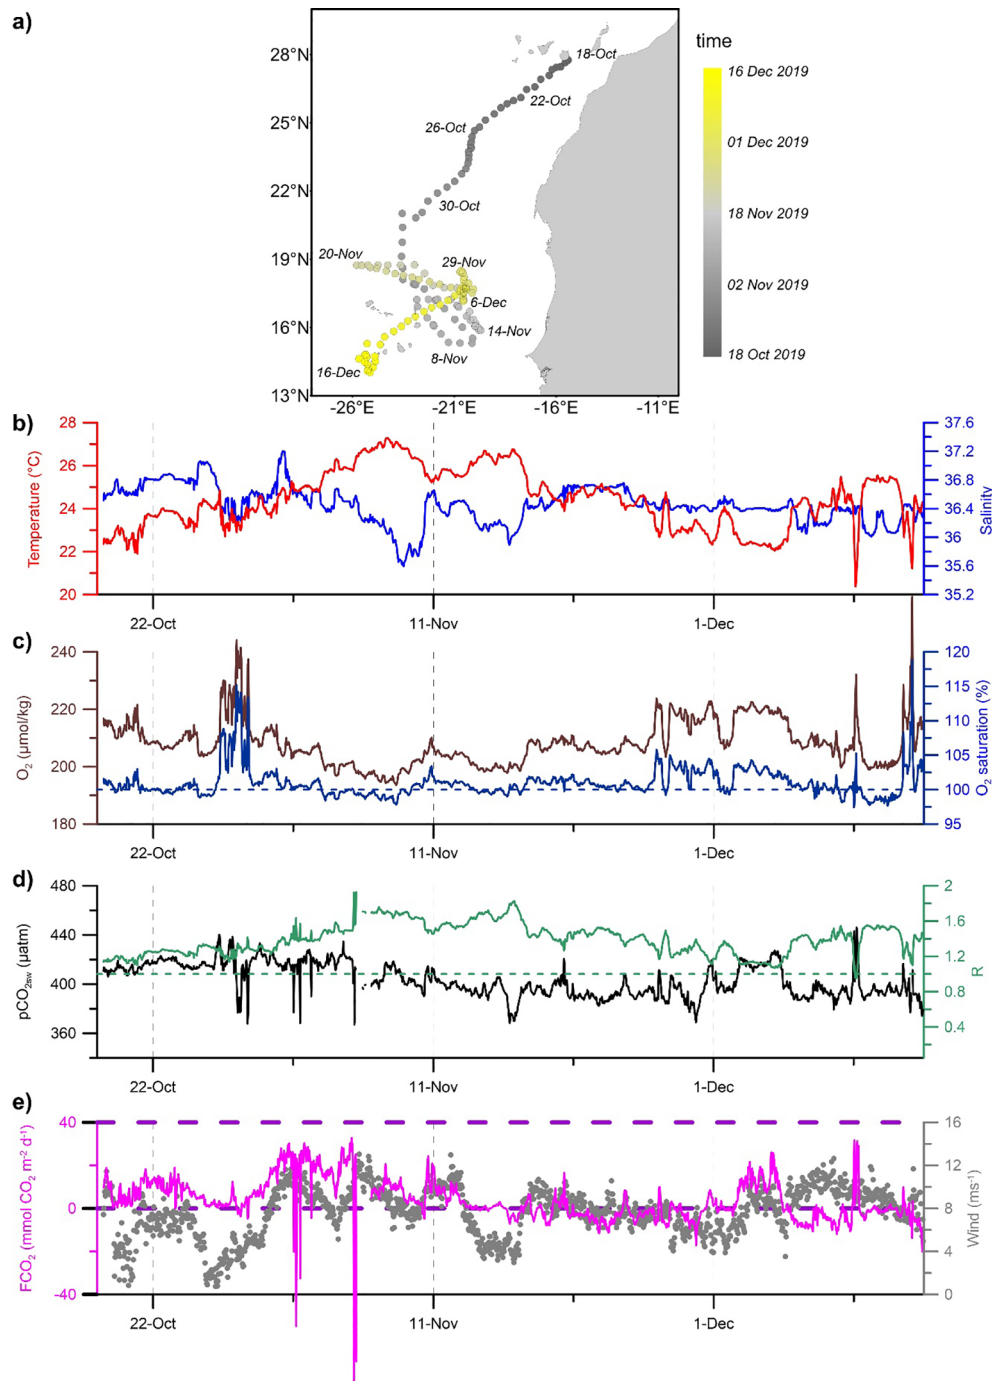 a)
28°N
25°N
22°N
19°N
16°N
13°N
-26°E
-21°E
-16°E
-11°E
18-Oct
22-Oct
26-Oct
30-Oct
20-Nov
29-Nov
6-Dec
14-Nov
8-Nov
16-Dec
time
16 Dec 2019
01 Dec 2019
18 Nov 2019
02 Nov 2019
18 Oct 2019
b)
Temperature (°C)
28
26
24
22
20
37.6
37.2
36.8
36.4
36
35.6
35.2
Salinity
22-Oct
11-Nov
1-Dec
c)
O₂ (μmol/kg)
240
220
200
180
120
115
110
105
100
95
O₂ saturation (%)
22-Oct
11-Nov
1-Dec
d)
pCO₂sw (μatm)
480
440
400
360
2
1.6
1.2
0.8
0.4
R
22-Oct
11-Nov
1-Dec
e)
FCO₂ (mmol CO₂ m⁻² d⁻¹)
40
0
-40
16
12
8
4
0
Wind (ms⁻¹)
22-Oct
11-Nov
1-Dec